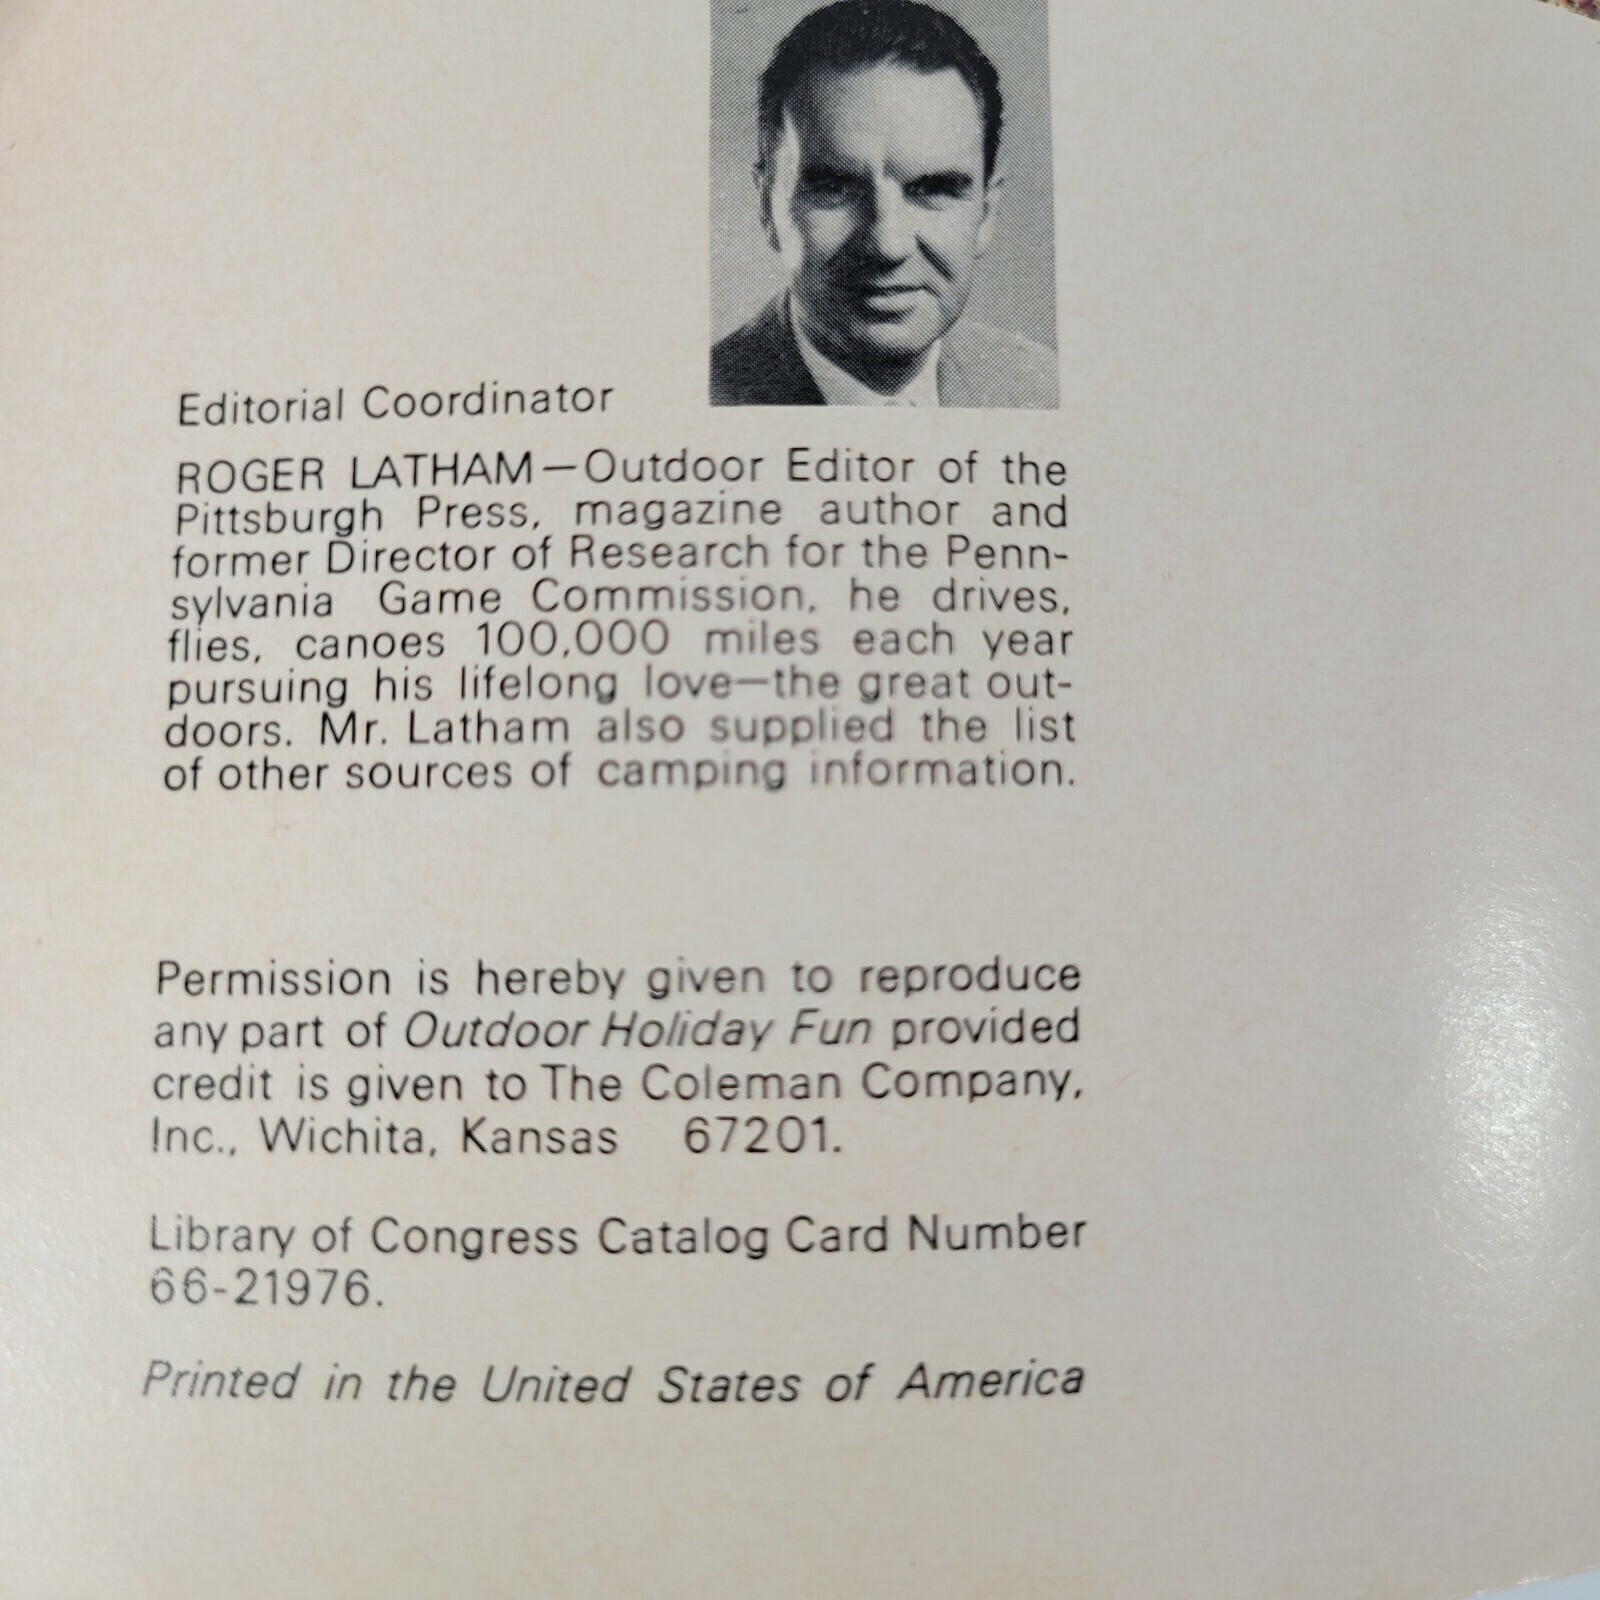 Editorial Coordinator
ROGER LATHAM—Outdoor Editor of the
Pittsburgh Press, magazine author and
former Director of Research for the Penn-
sylvania Game Commission, he drives,
flies, canoes 100,000 miles each year
pursuing his lifelong love—the great out-
doors. Mr. Latham also supplied the list
of other sources of camping information.
Permission is hereby given to reproduce
any part of Outdoor Holiday Fun provided
credit is given to The Coleman Company,
Inc., Wichita, Kansas 67201.
Library of Congress Catalog Card Number
66-21976.
Printed in the United States of America